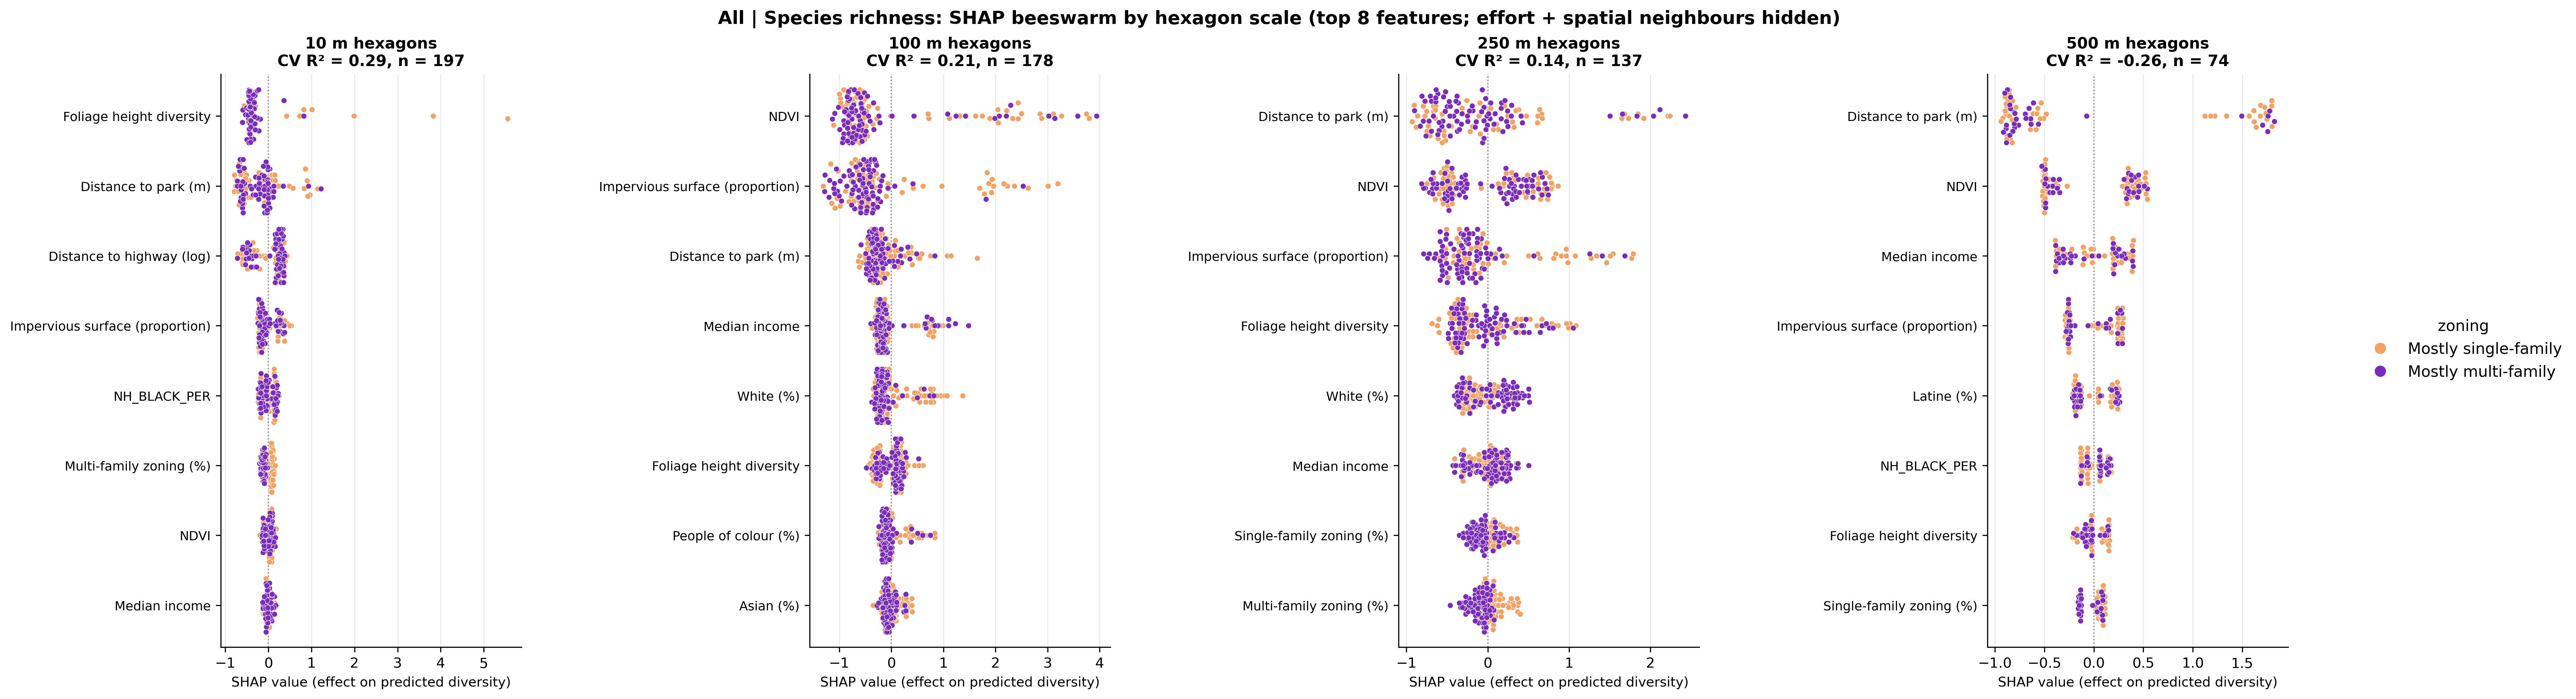 All | Species richness: SHAP beeswarm by hexagon scale (top 8 features; effort + spatial neighbours hidden)
10 m hexagons
CV R² = 0.29, n = 197
Foliage height diversity
Distance to park (m)
Distance to highway (log)
Impervious surface (proportion)
NH_BLACK_PER
Multi-family zoning (%)
NDVI
Median income
−1 0 1 2 3 4 5
SHAP value (effect on predicted diversity)
100 m hexagons
CV R² = 0.21, n = 178
NDVI
Impervious surface (proportion)
Distance to park (m)
Median income
White (%)
Foliage height diversity
People of colour (%)
Asian (%)
−1 0 1 2 3 4
SHAP value (effect on predicted diversity)
250 m hexagons
CV R² = 0.14, n = 137
Distance to park (m)
NDVI
Impervious surface (proportion)
Foliage height diversity
White (%)
Median income
Single-family zoning (%)
Multi-family zoning (%)
−1 0 1 2
SHAP value (effect on predicted diversity)
500 m hexagons
CV R² = -0.26, n = 74
Distance to park (m)
NDVI
Median income
Impervious surface (proportion)
Latine (%)
NH_BLACK_PER
Foliage height diversity
Single-family zoning (%)
−1.0 −0.5 0.0 0.5 1.0 1.5
SHAP value (effect on predicted diversity)
zoning
Mostly single-family
Mostly multi-family